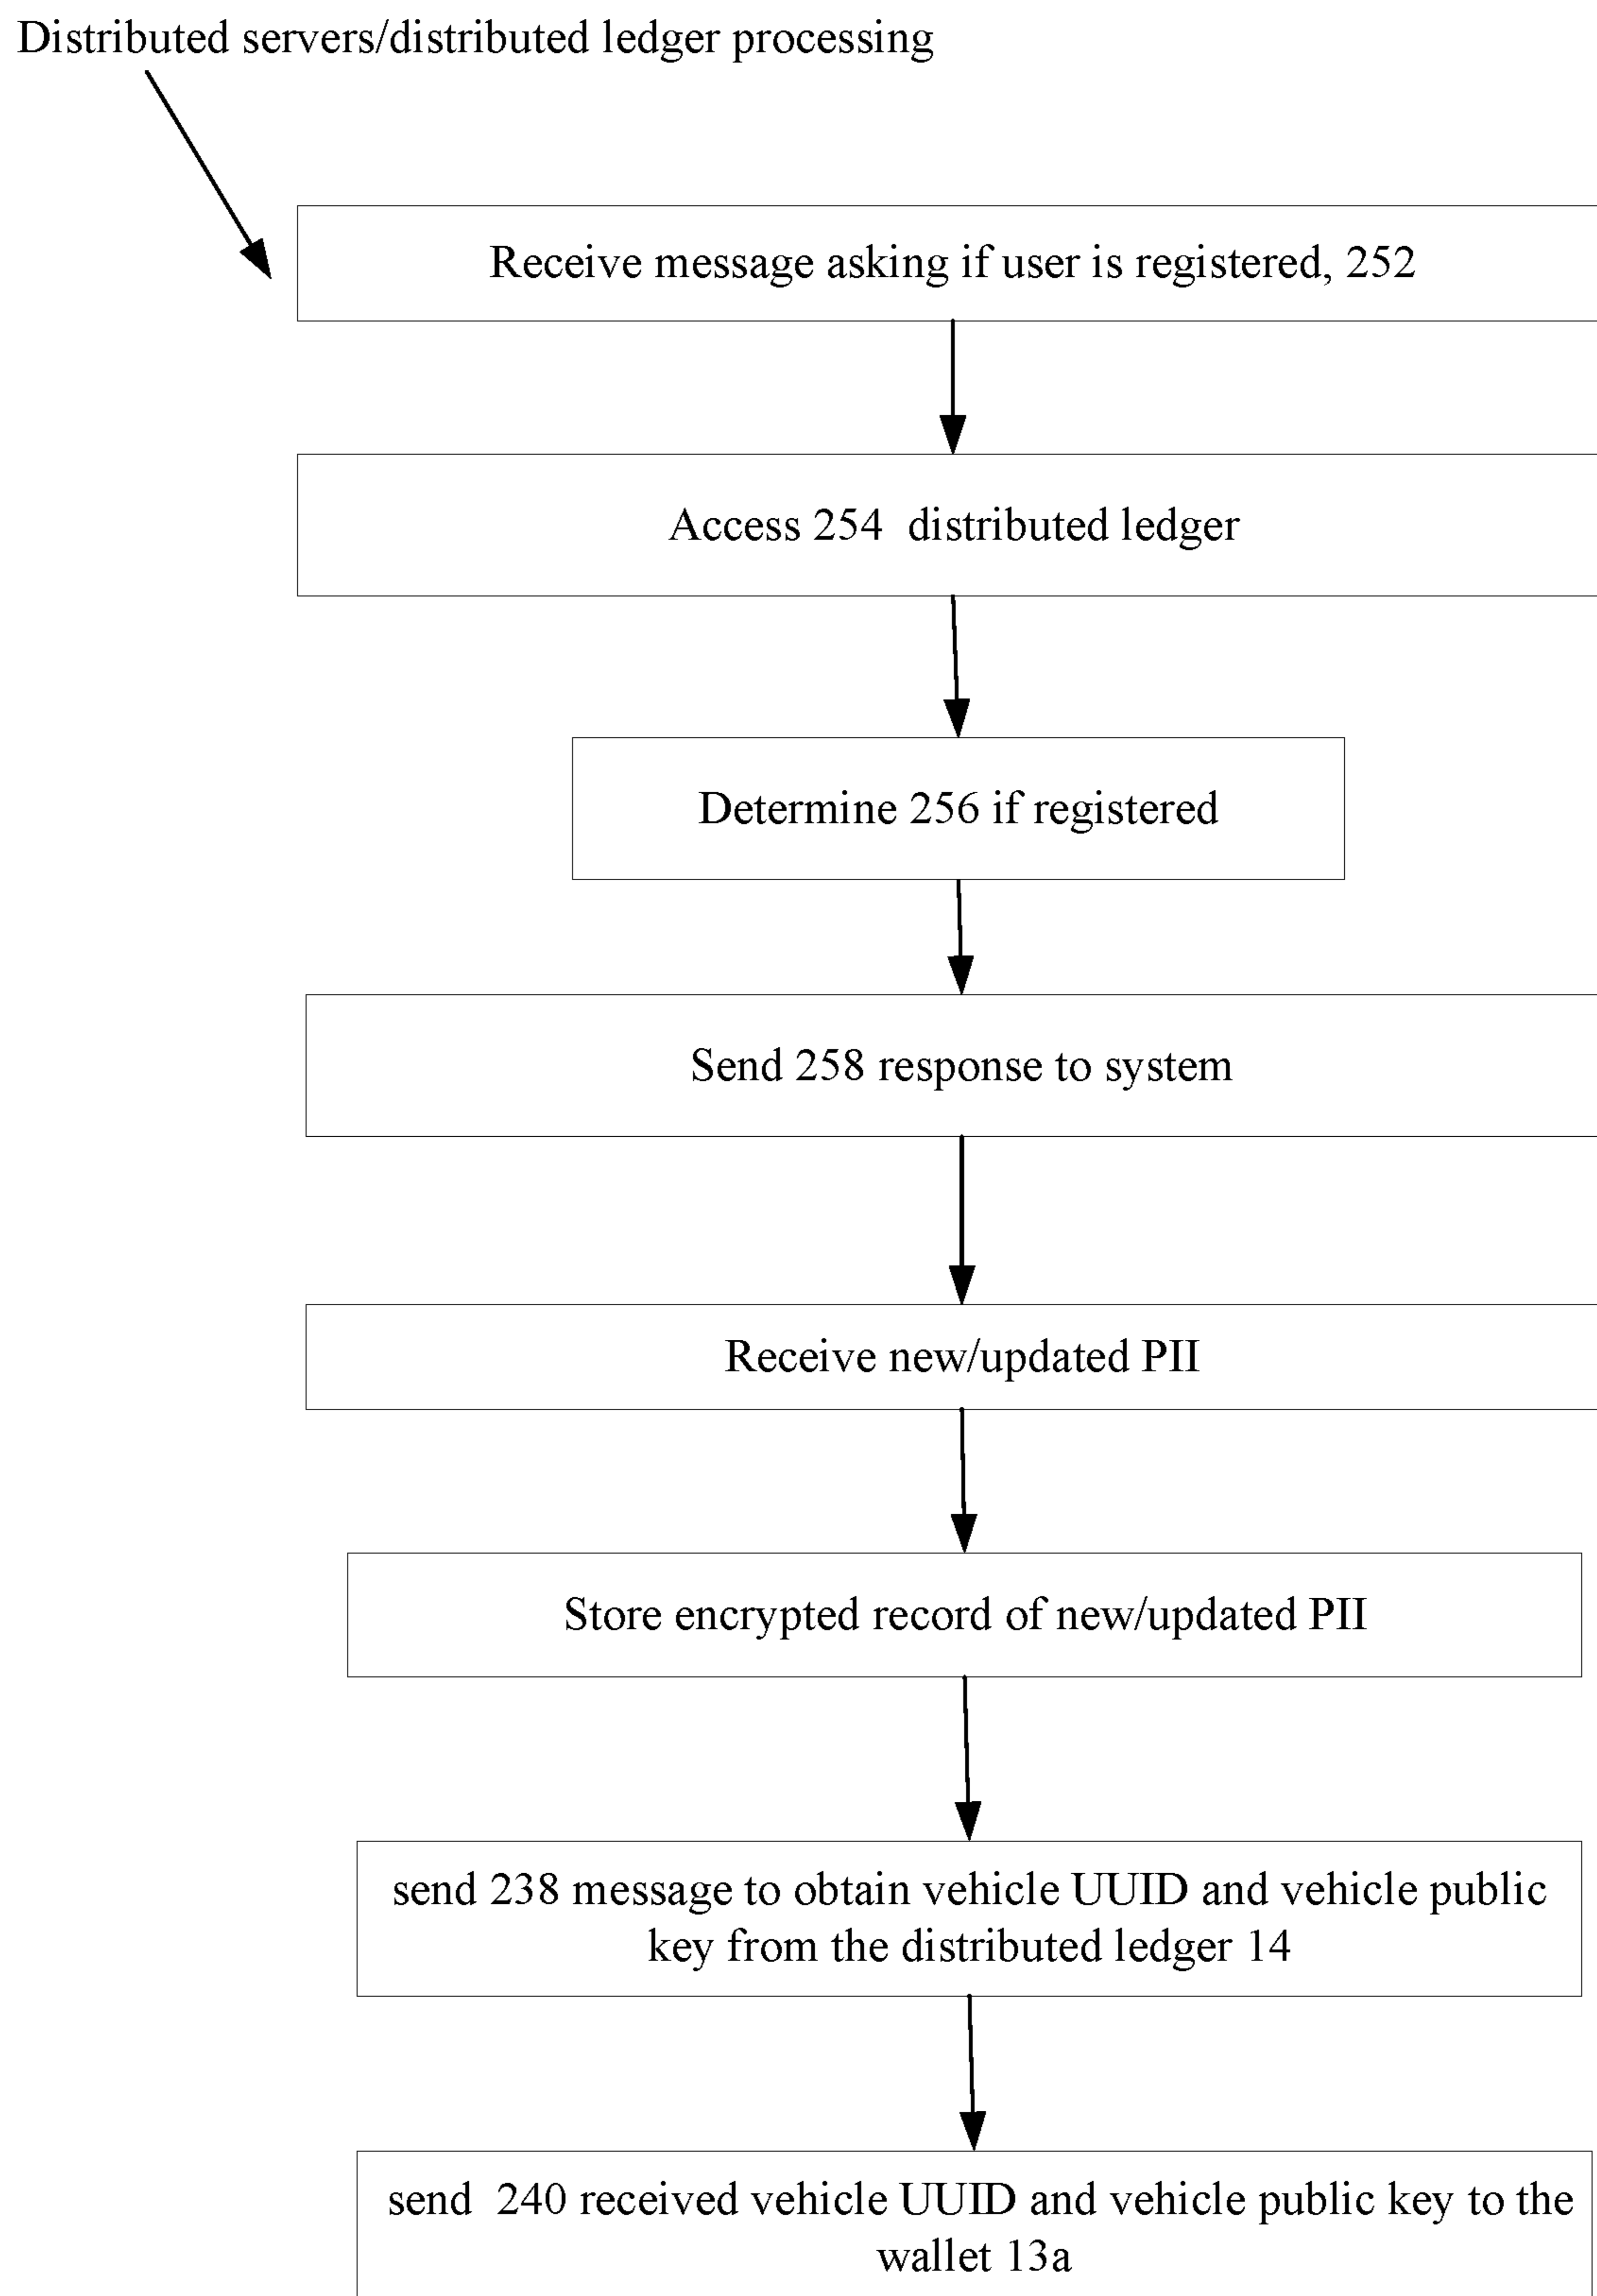 Distributed servers/distributed ledger processing
Receive message asking if user is registered, 252
Access 254 distributed ledger
Determine 256 if registered
Send 258 response to system
Receive new/updated PII
Store encrypted record of new/updated PII
send 238 message to obtain vehicle UUID and vehicle public
key from the distributed ledger 14
send 240 received vehicle UUID and vehicle public key to the
wallet 13a